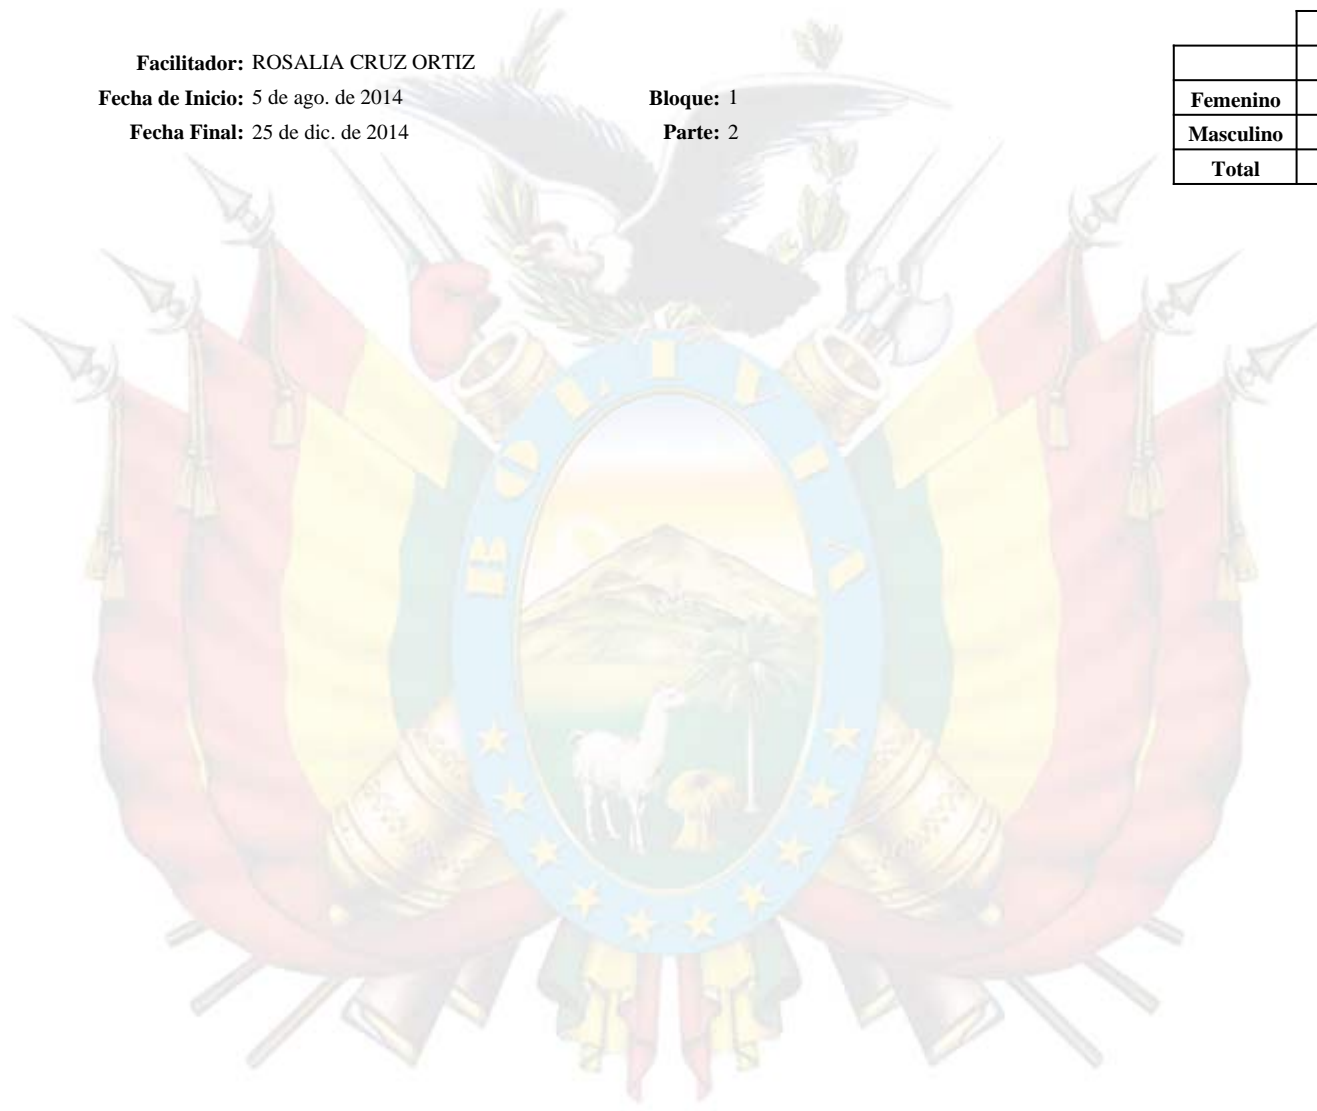 Facilitador: ROSALIA CRUZ ORTIZ
Fecha de Inicio: 5 de ago. de 2014 Bloque: 1
Fecha Final: 25 de dic. de 2014 Parte: 2
Femenino
Masculino
Total
BOLIVIA